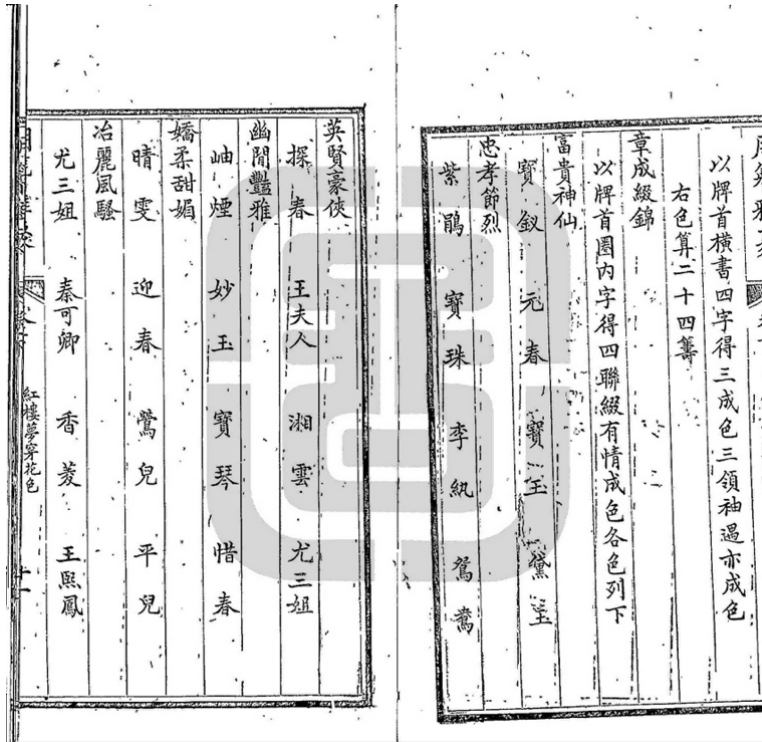 以牌首橫書四字得三成色三領袖過亦成色
右色算二十四籌
章成綴錦
以牌首圈内字得四聯綴有情成色各色列下
富貴神仙
寶釵 元春 寶玉 黛玉
忠孝節烈
紫鵑 寶珠 李紈 鴛鴦
英賢豪俠
探春 王夫人 湘雲 尤三姐
幽閒豔雅
岫煙 妙玉 寶琴 惜春
嬌柔甜媚
晴雯 迎春 鶯兒 平兒
冶麗風騷
尤三姐 秦可卿 香菱 王熙鳳
紅樓夢穿花色